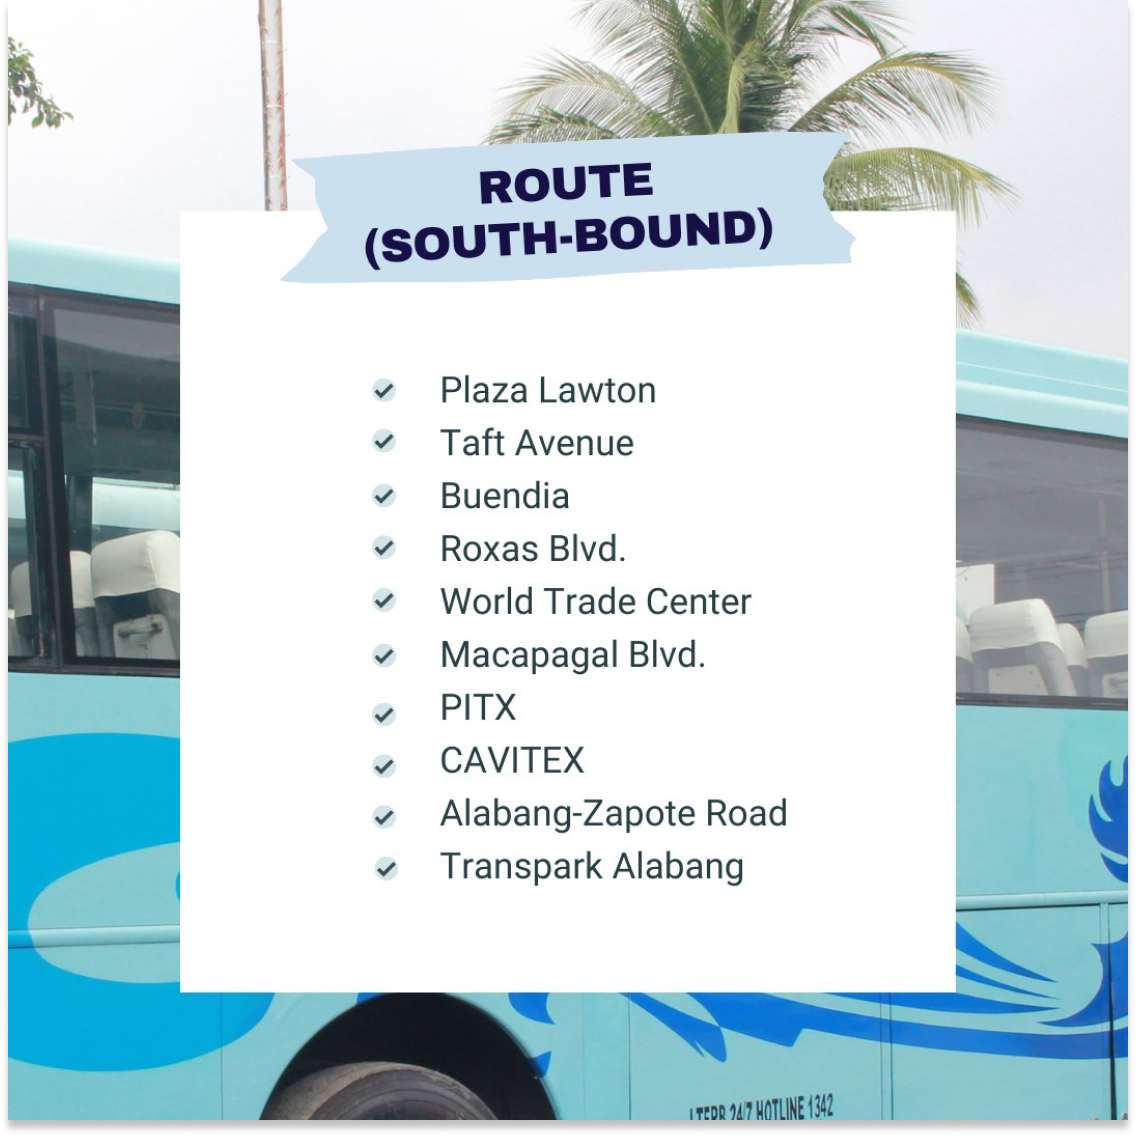 ROUTE
(SOUTH-BOUND)
Plaza Lawton
Taft Avenue
Buendia
Roxas Blvd.
World Trade Center
Macapagal Blvd.
PITX
CAVITEX
Alabang-Zapote Road
Transpark Alabang
LTFRB 24/7 HOTLINE 1342